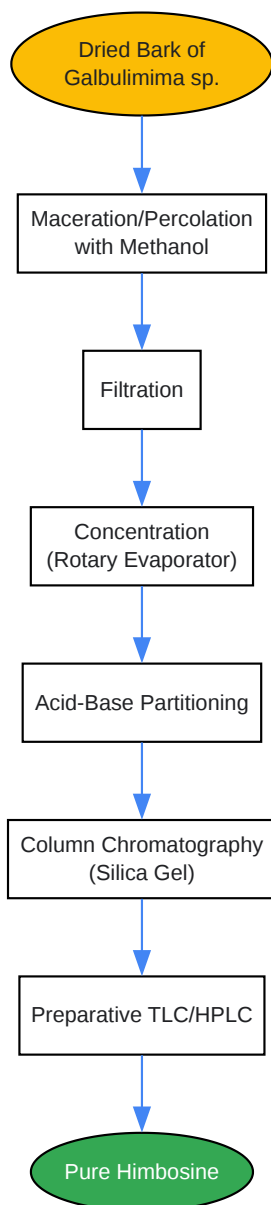 Dried Bark of
Galbulimima sp.
Maceration/Percolation
with Methanol
Filtration
Concentration
(Rotary Evaporator)
Acid-Base Partitioning
Column Chromatography
(Silica Gel)
Preparative TLC/HPLC
Pure Himbosine